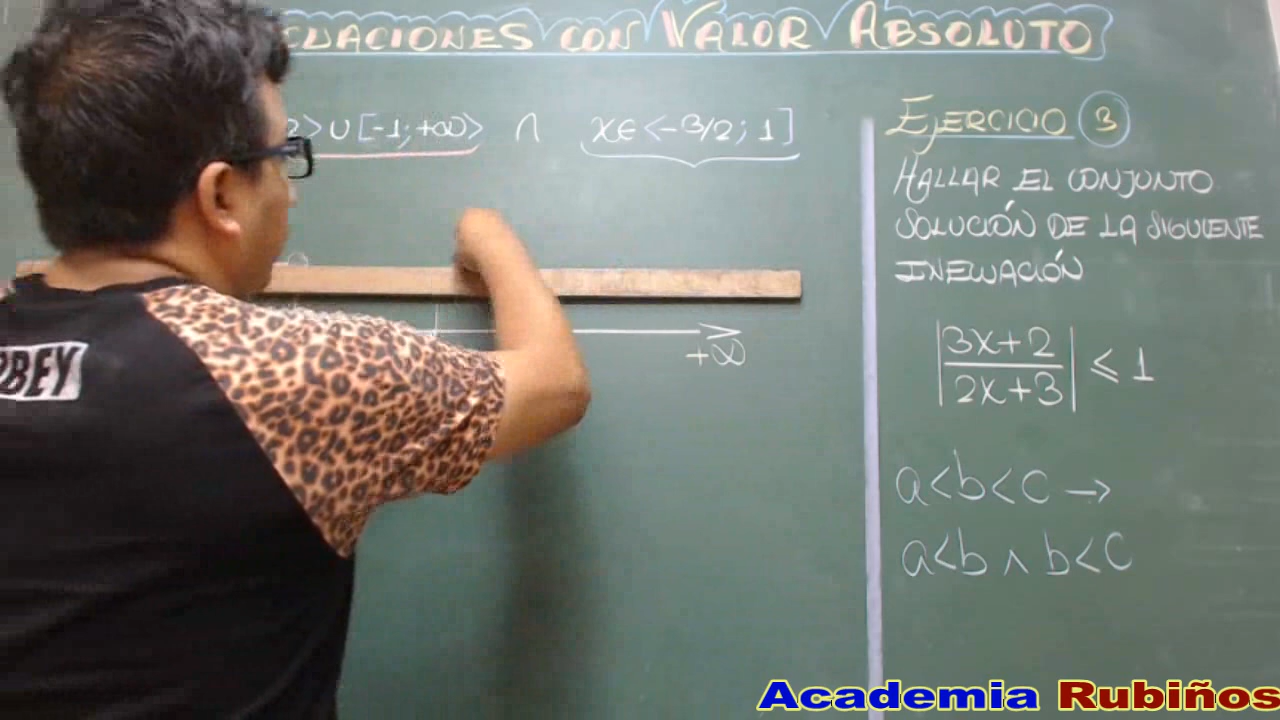 CUACIONES CON VALOR ABSOLUTO
2> ∪ [-1; +∞> ∩ x∈<-3/2; 1]
+∞
OBEY
EJERCICIO 3
HALLAR EL CONJUNTO
SOLUCIÓN DE LA SIGUIENTE
INECUACIÓN
|3x+2
2x+3| ≤ 1
a<b<c →
a<b ∧ b<c
Academia Rubiños